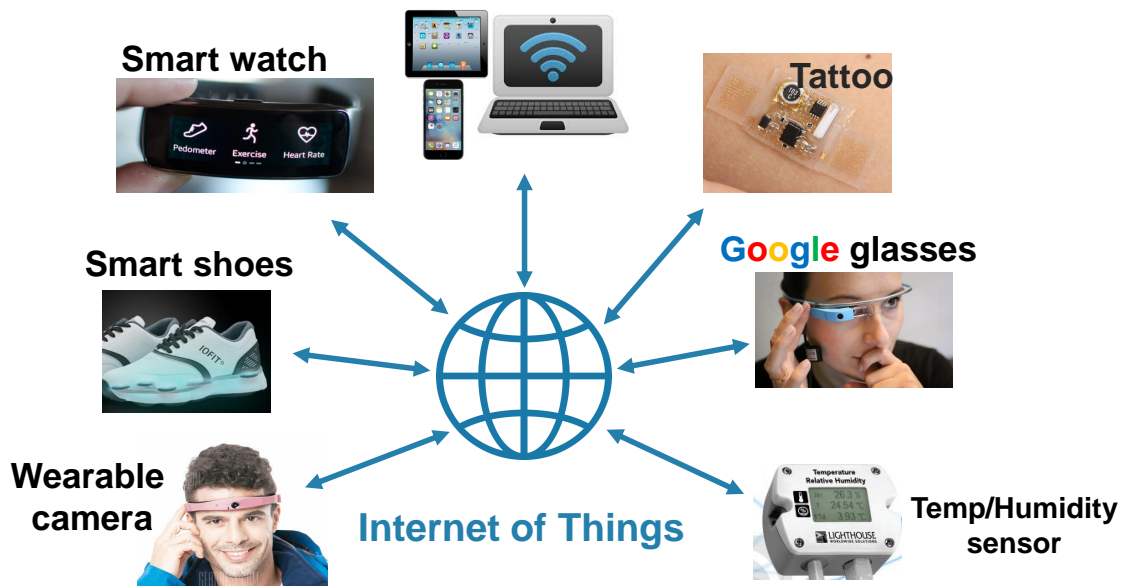 Smart watch
Pedometer
Exercise
Heart Rate
Tattoo
Smart shoes
IOFIT
Google glasses
Wearable
camera
Internet of Things
Temperature
Relative Humidity
26.3 %
24.54 °C
3.93 °C
LIGHTHOUSE
WORLDWIDE SOLUTIONS
Temp/Humidity
sensor